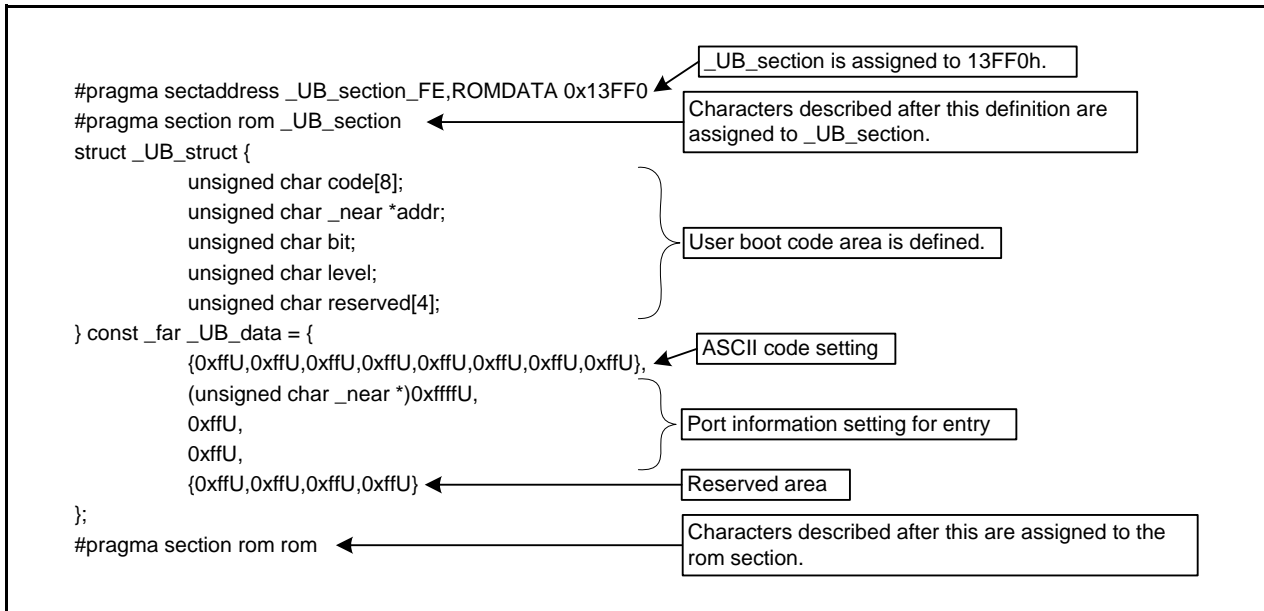 _UB_section is assigned to 13FF0h.
#pragma sectaddress _UB_section_FE,ROMDATA 0x13FF0
Characters described after this definition are
assigned to _UB_section.
#pragma section rom _UB_section
struct _UB_struct {
unsigned char code[8];
unsigned char _near *addr;
unsigned char bit;
User boot code area is defined.
unsigned char level;
unsigned char reserved[4];
} const _far _UB_data = {
ASCII code setting
{0xffU,0xffU,0xffU,0xffU,0xffU,0xffU,0xffU,0xffU},
(unsigned char _near *)0xffffU,
0xffU,
Port information setting for entry
0xffU,
{0xffU,0xffU,0xffU,0xffU}
Reserved area
};
#pragma section rom rom
Characters described after this are assigned to the
rom section.